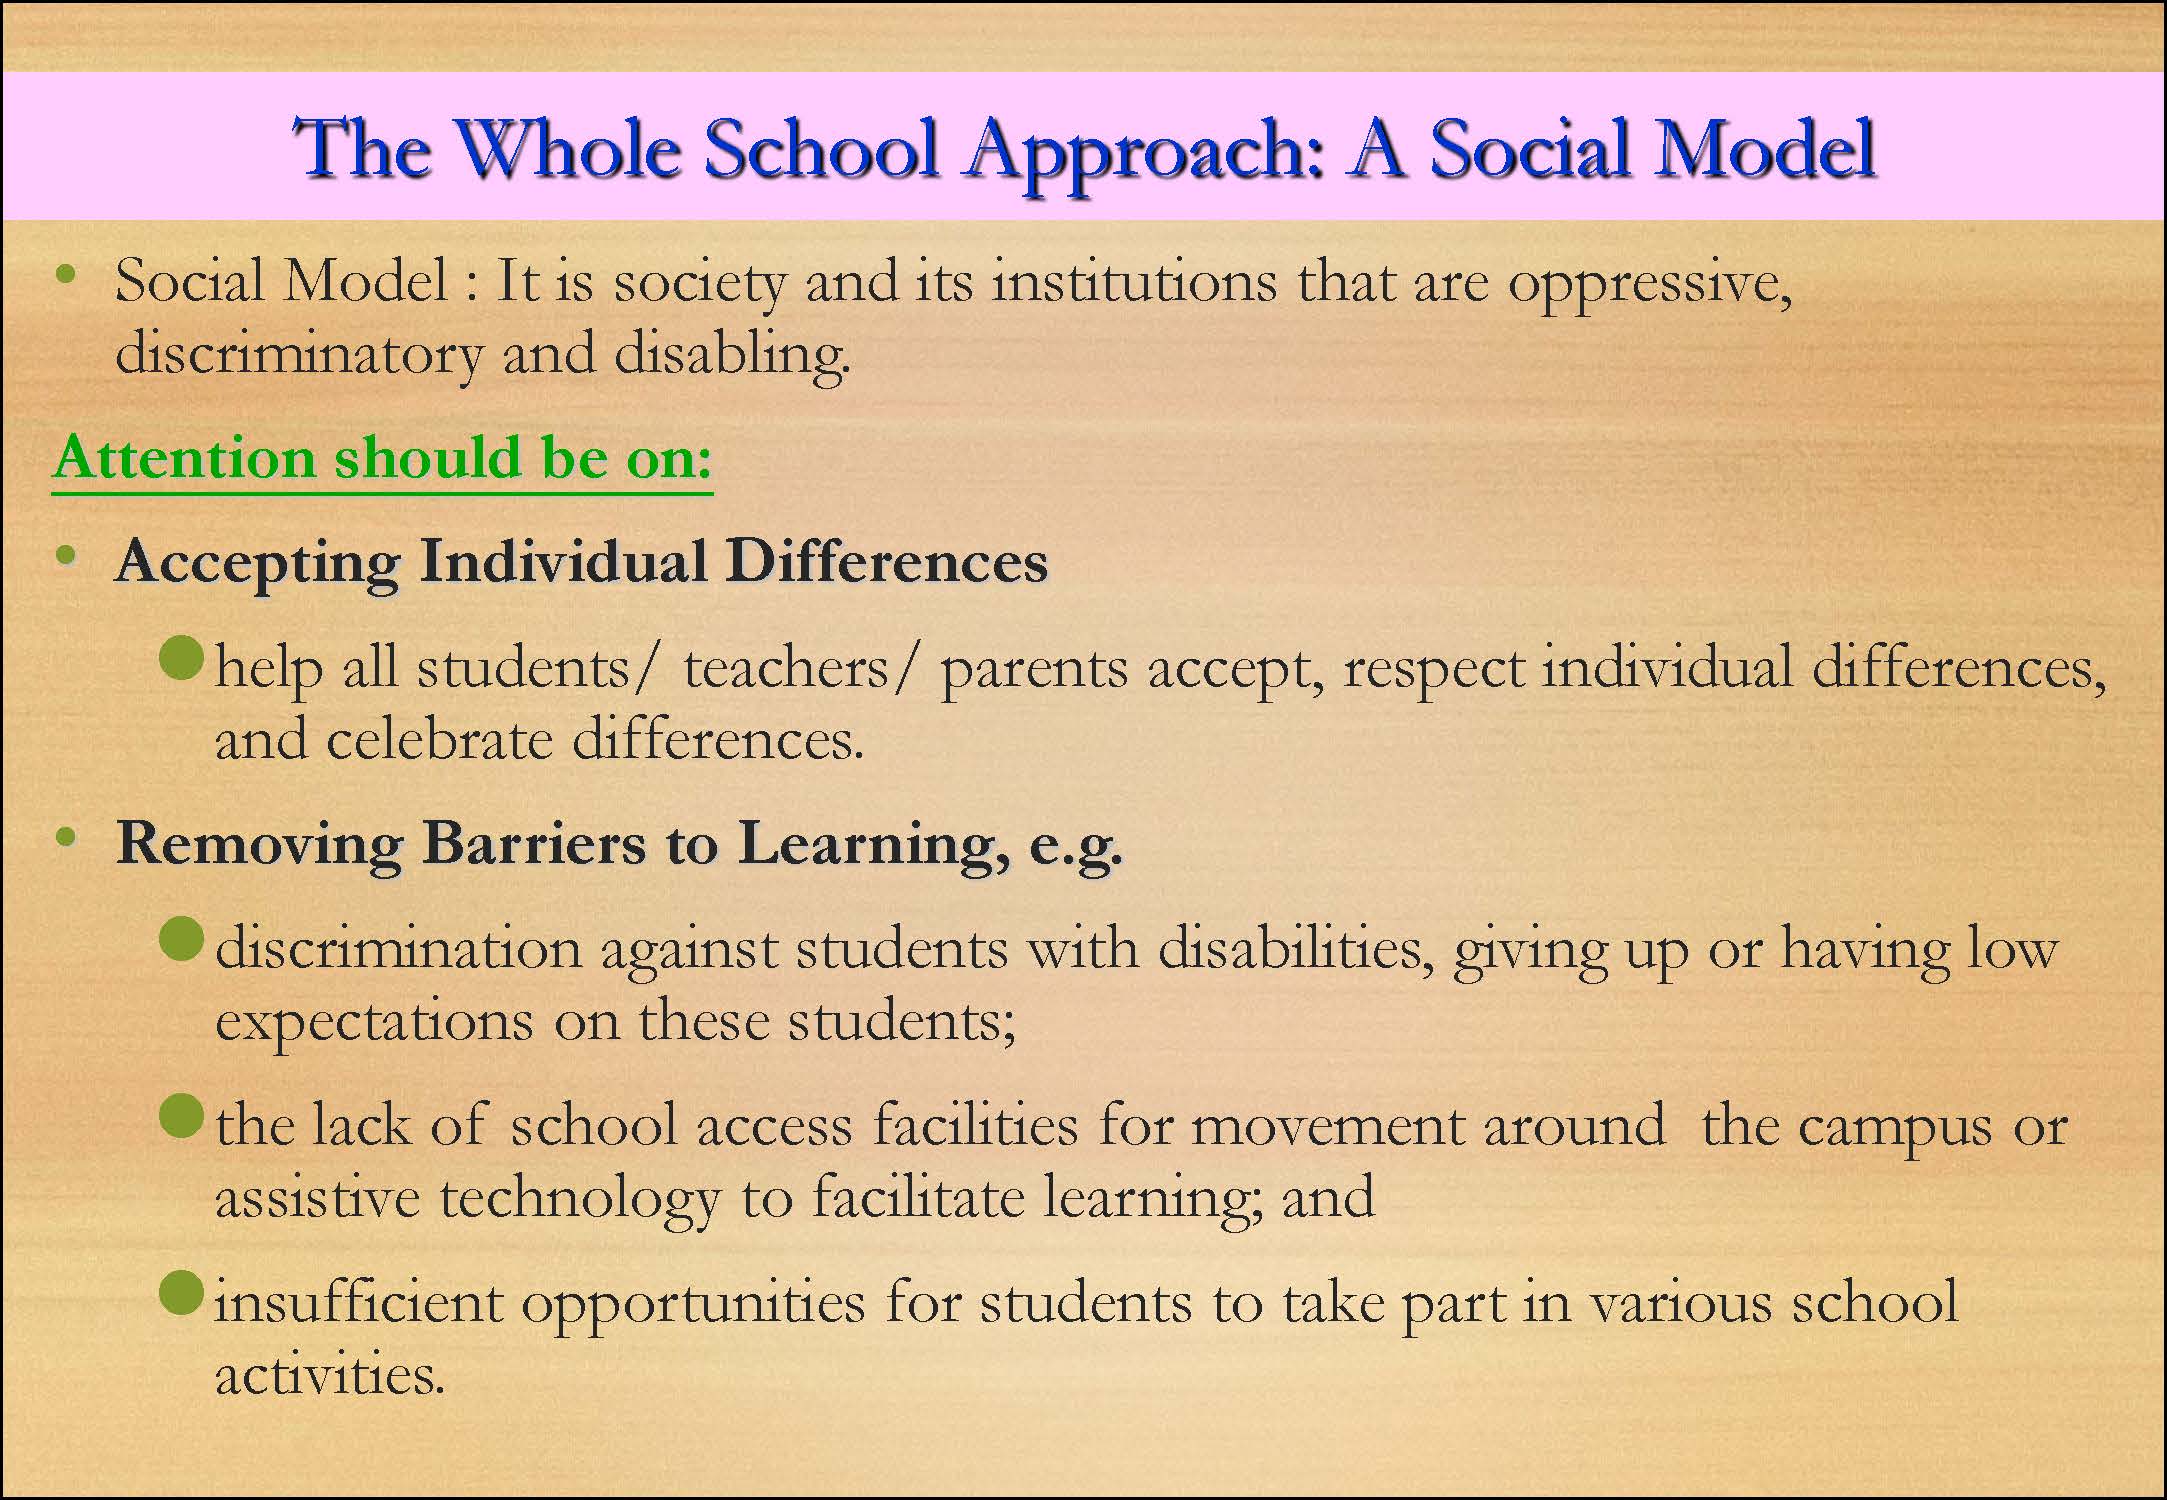 The Whole School Approach: A Social Model
• Social Model : It is society and its institutions that are oppressive,
discriminatory and disabling.
Attention should be on:
• Accepting Individual Differences
●help all students/ teachers/ parents accept, respect individual differences,
and celebrate differences.
• Removing Barriers to Learning, e.g.
●discrimination against students with disabilities, giving up or having low
expectations on these students;
●the lack of school access facilities for movement around the campus or
assistive technology to facilitate learning; and
●insufficient opportunities for students to take part in various school
activities.